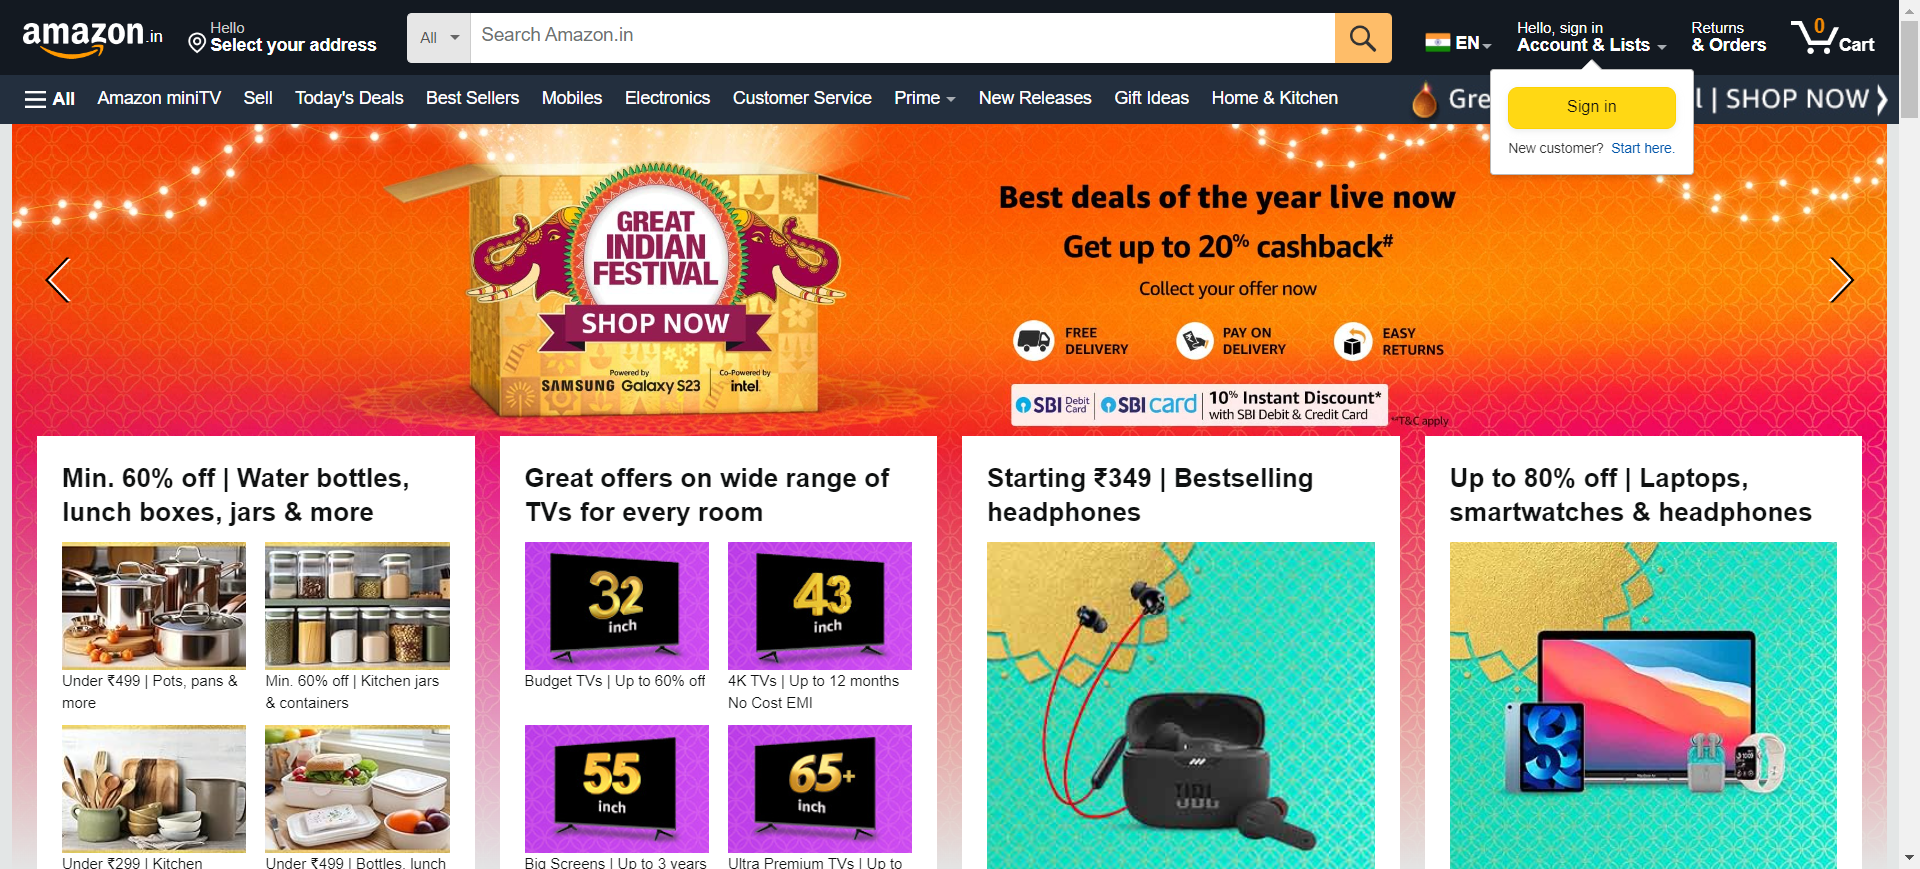 amazon.in
Hello
Select your address
All
Search Amazon.in
EN
Hello, sign in
Account & Lists
Returns
& Orders
0
Cart
All
Amazon miniTV
Sell
Today's Deals
Best Sellers
Mobiles
Electronics
Customer Service
Prime
New Releases
Gift Ideas
Home & Kitchen
| SHOP NOW
Sign in
New customer? Start here.
GREAT
INDIAN
FESTIVAL
SHOP NOW
Powered by
SAMSUNG Galaxy S23
Co-Powered by
intel
Best deals of the year live now
Get up to 20% cashback#
Collect your offer now
FREE
DELIVERY
PAY ON
DELIVERY
EASY
RETURNS
SBI Debit Card
SBI card
10% Instant Discount*
with SBI Debit & Credit Card
T&C apply
Min. 60% off | Water bottles,
lunch boxes, jars & more
Under ₹499 | Pots, pans &
more
Min. 60% off | Kitchen jars
& containers
Under ₹299 | Kitchen
Under ₹499 | Bottles, lunch
Great offers on wide range of
TVs for every room
32
inch
43
inch
Budget TVs | Up to 60% off
4K TVs | Up to 12 months
No Cost EMI
55
inch
65+
inch
Big Screens | Up to 3 years
Ultra Premium TVs | Up to
Starting ₹349 | Bestselling
headphones
JBL
Up to 80% off | Laptops,
smartwatches & headphones